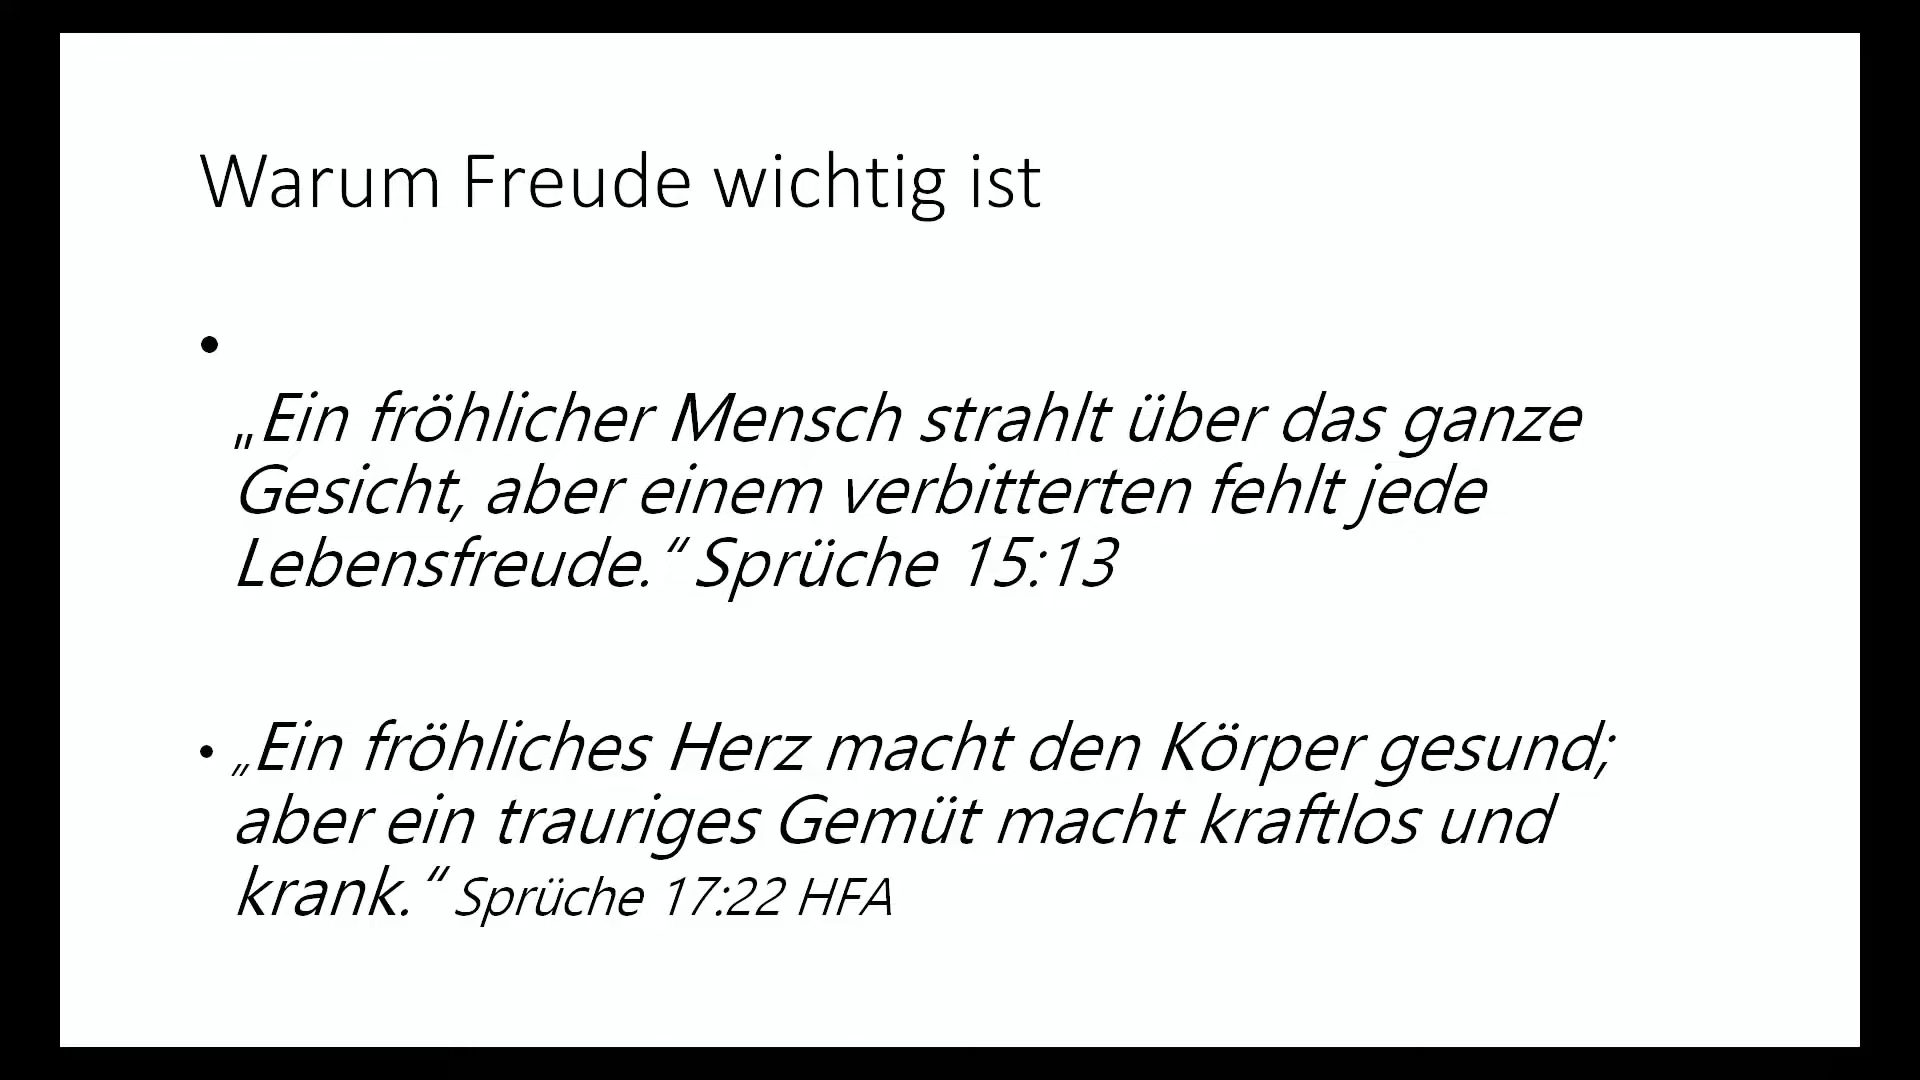 Warum Freude wichtig ist
•
„Ein fröhlicher Mensch strahlt über das ganze
Gesicht, aber einem verbitterten fehlt jede
Lebensfreude.“ Sprüche 15:13
• „Ein fröhliches Herz macht den Körper gesund;
aber ein trauriges Gemüt macht kraftlos und
krank.“ Sprüche 17:22 HFA